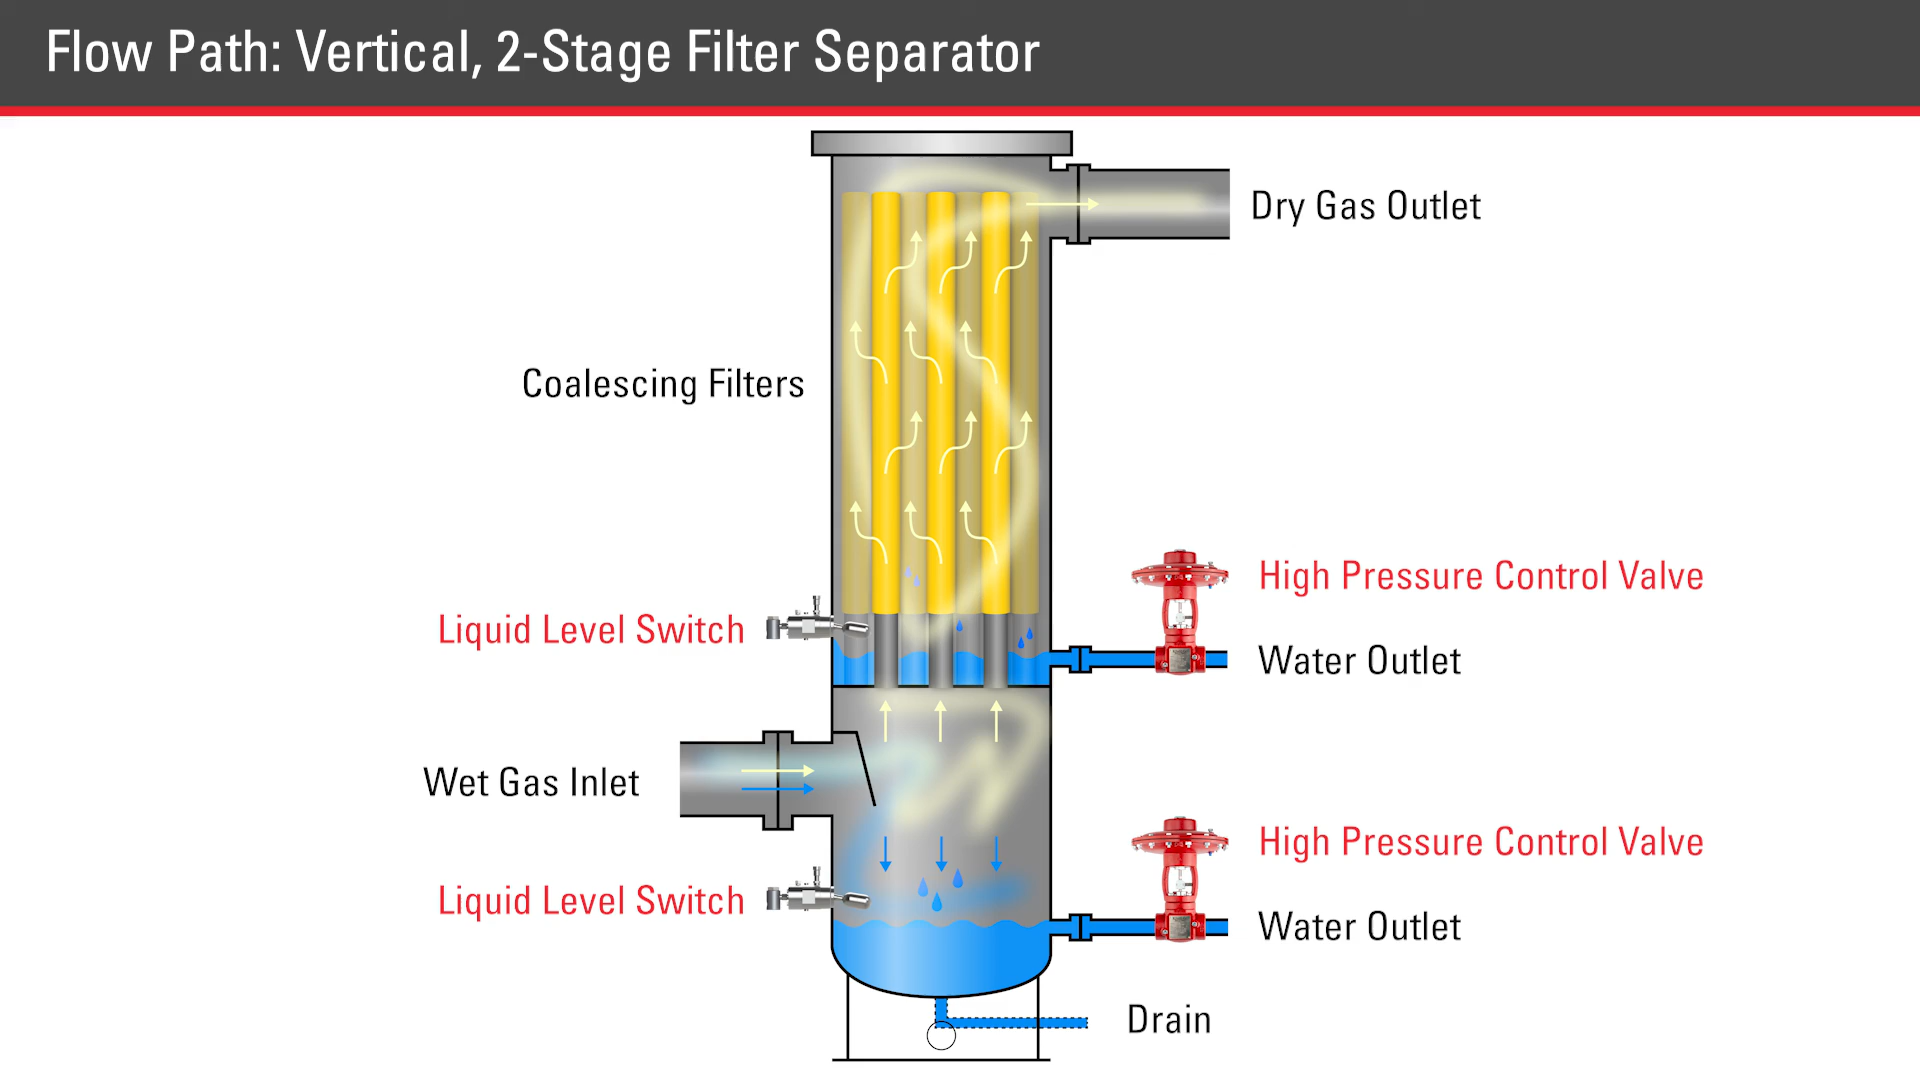 Flow Path: Vertical, 2-Stage Filter Separator
Dry Gas Outlet
Coalescing Filters
High Pressure Control Valve
Liquid Level Switch
Water Outlet
Wet Gas Inlet
High Pressure Control Valve
Liquid Level Switch
Water Outlet
Drain